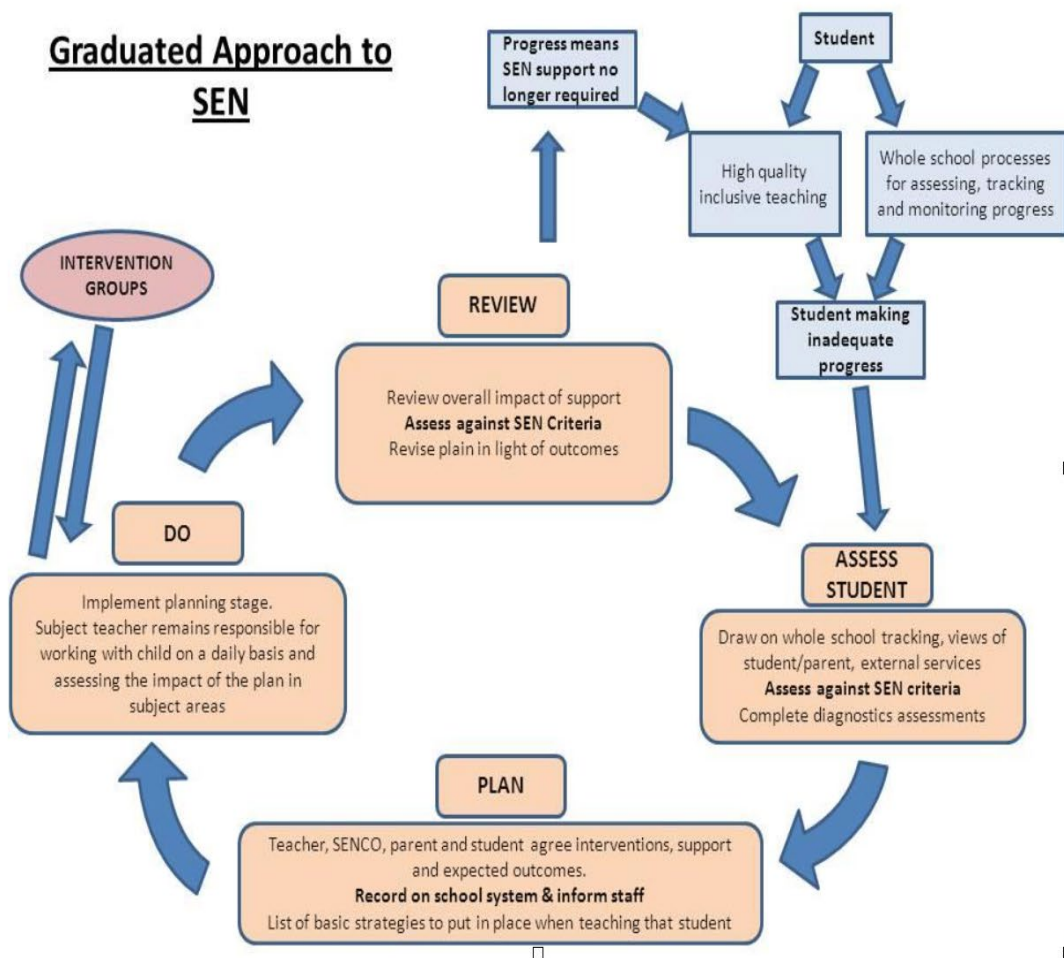 Graduated Approach to
SEN
Progress means
SEN support no
longer required
Student
High quality
inclusive teaching
Whole school processes
for assessing, tracking
and monitoring progress
Student making
inadequate
progress
INTERVENTION
GROUPS
REVIEW
Review overall impact of support
Assess against SEN Criteria
Revise plain in light of outcomes
DO
Implement planning stage.
Subject teacher remains responsible for
working with child on a daily basis and
assessing the impact of the plan in
subject areas
ASSESS
STUDENT
Draw on whole school tracking, views of
student/parent, external services
Assess against SEN criteria
Complete diagnostics assessments
PLAN
Teacher, SENCO, parent and student agree interventions, support
and expected outcomes.
Record on school system & inform staff
List of basic strategies to put in place when teaching that student